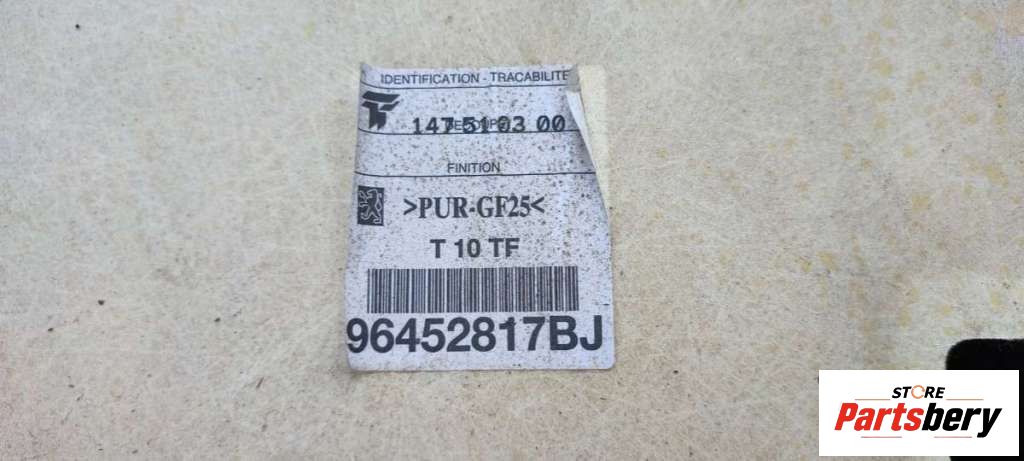 IDENTIFICATION - TRACABILITE
147 51 03 00
FINITION
>PUR-GF25<
T 10 TF
96452817BJ
STORE
Partsbery